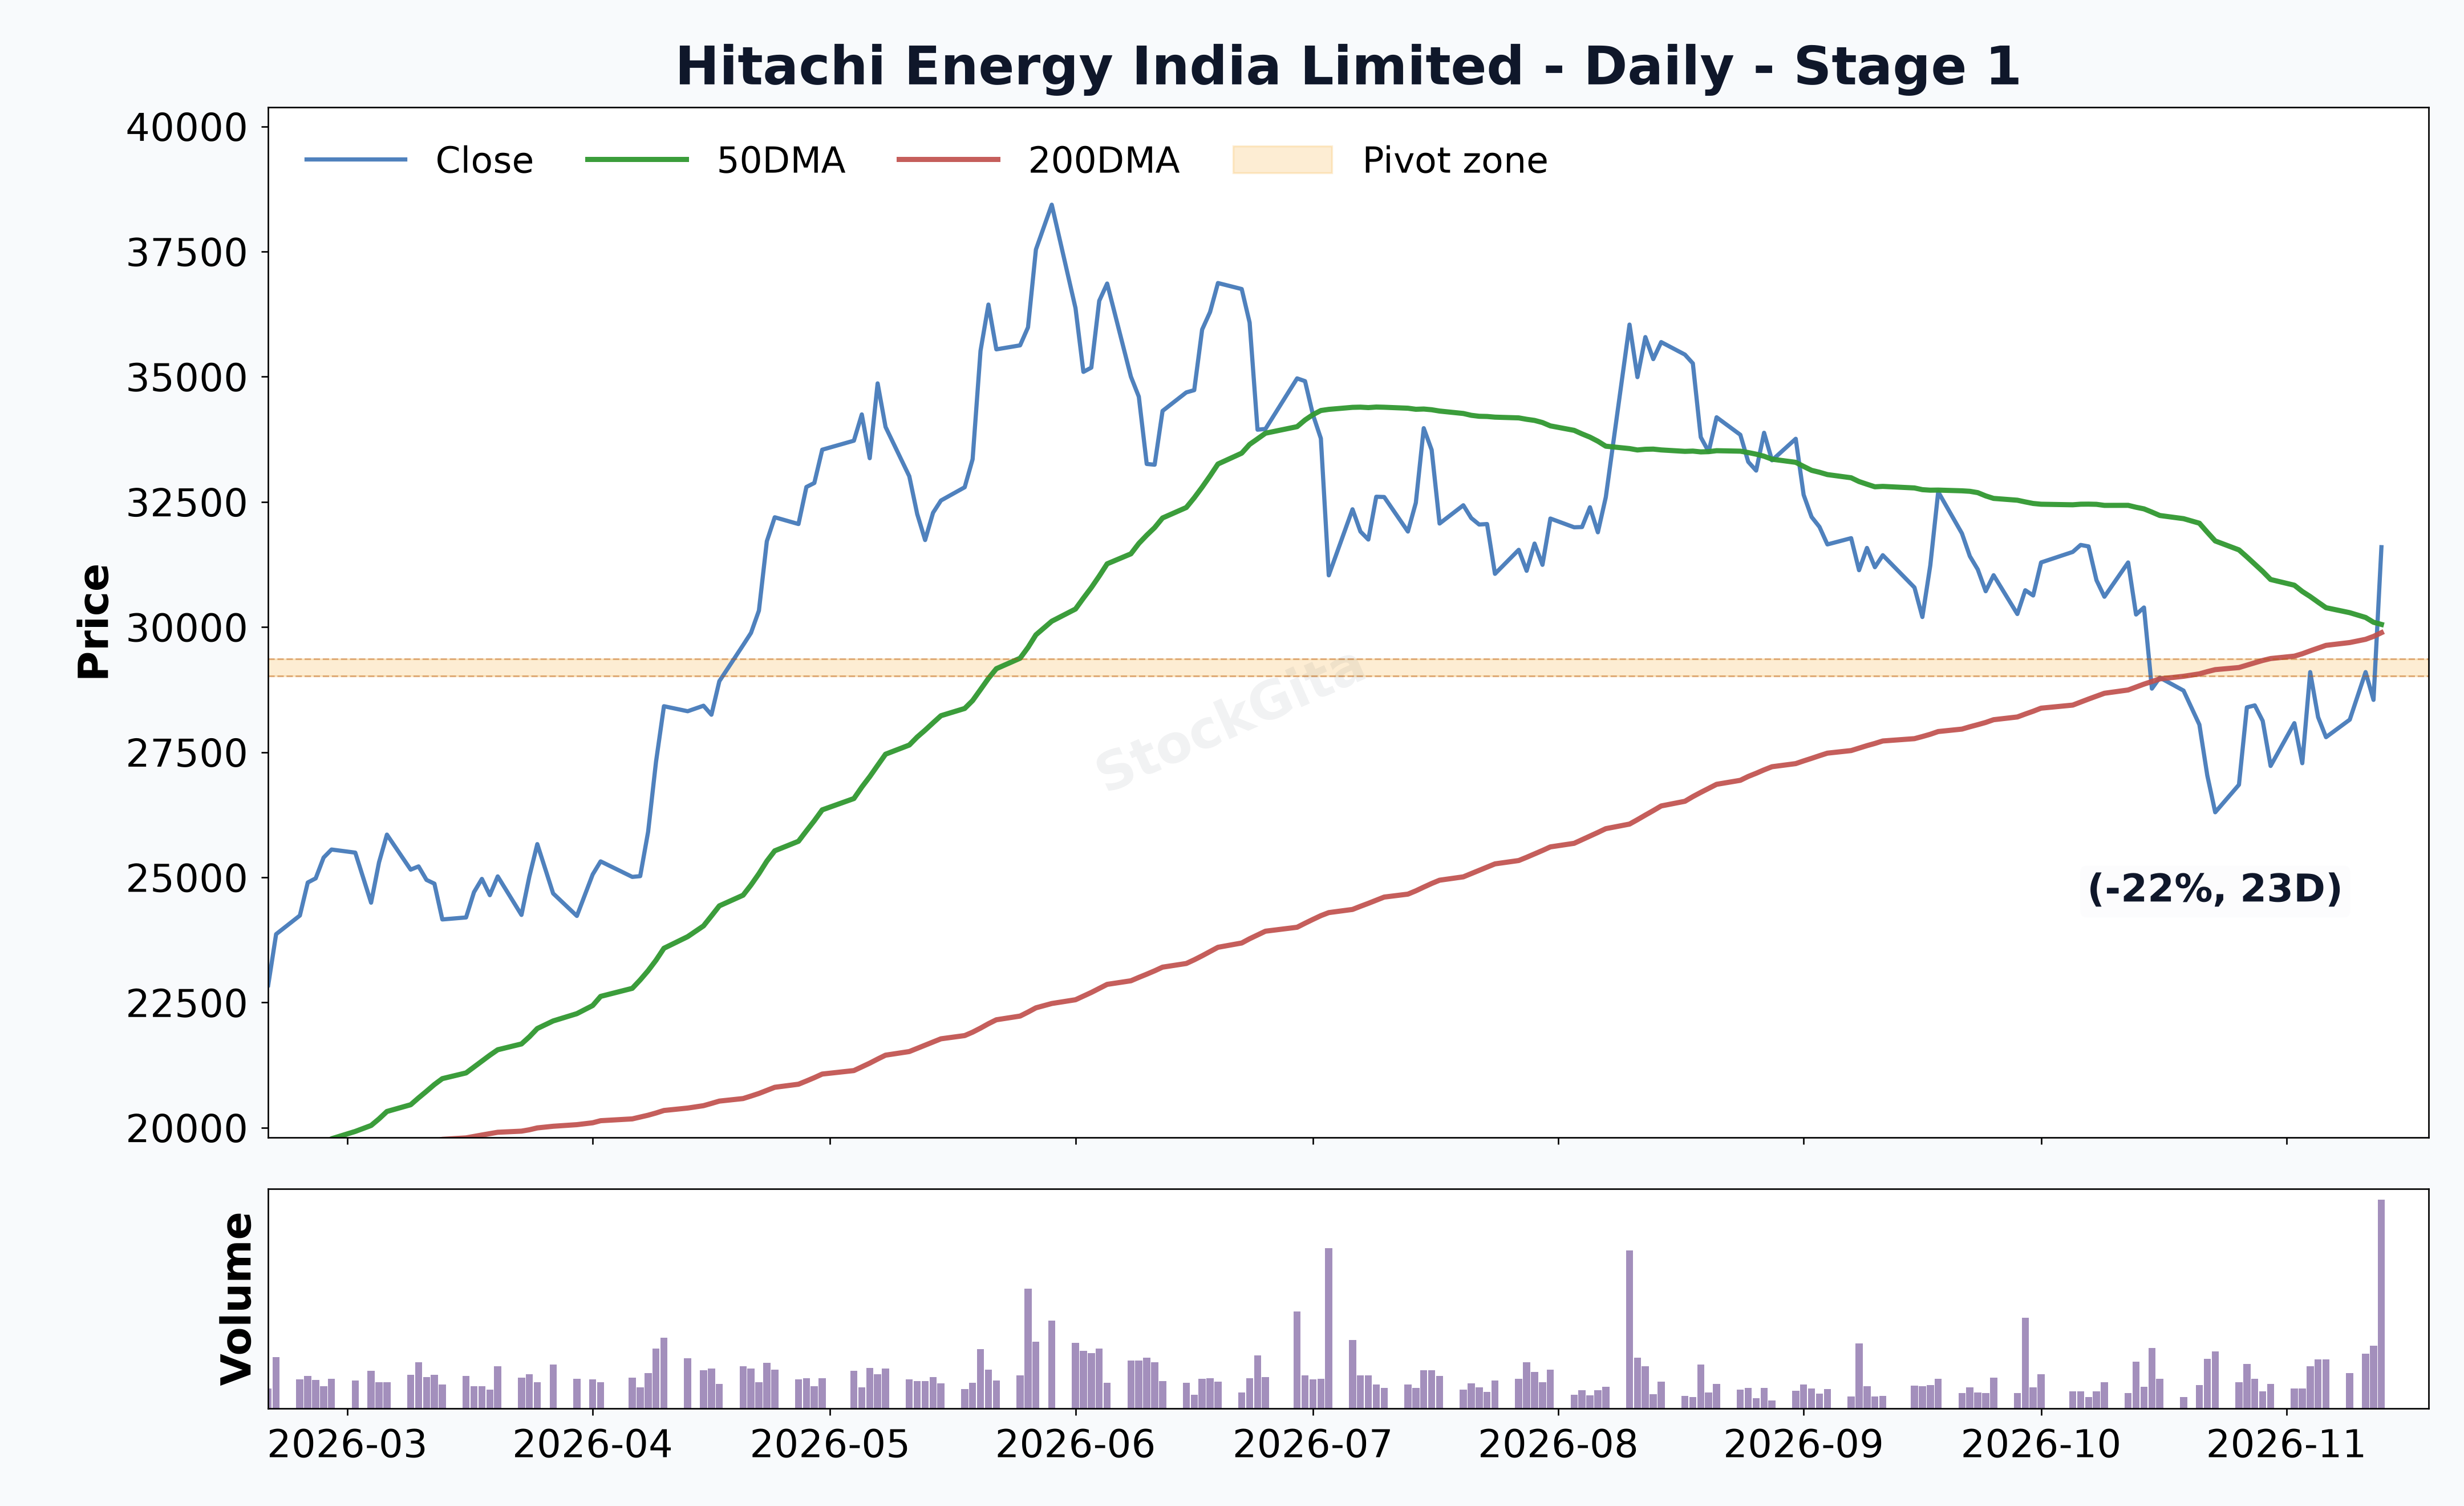 Hitachi Energy India Limited - Daily - Stage 1
Close 50DMA 200DMA Pivot zone
Price
40000
37500
35000
32500
30000
27500
25000
22500
20000
StockGita
(-22%, 23D)
Volume
2026-03 2026-04 2026-05 2026-06 2026-07 2026-08 2026-09 2026-10 2026-11